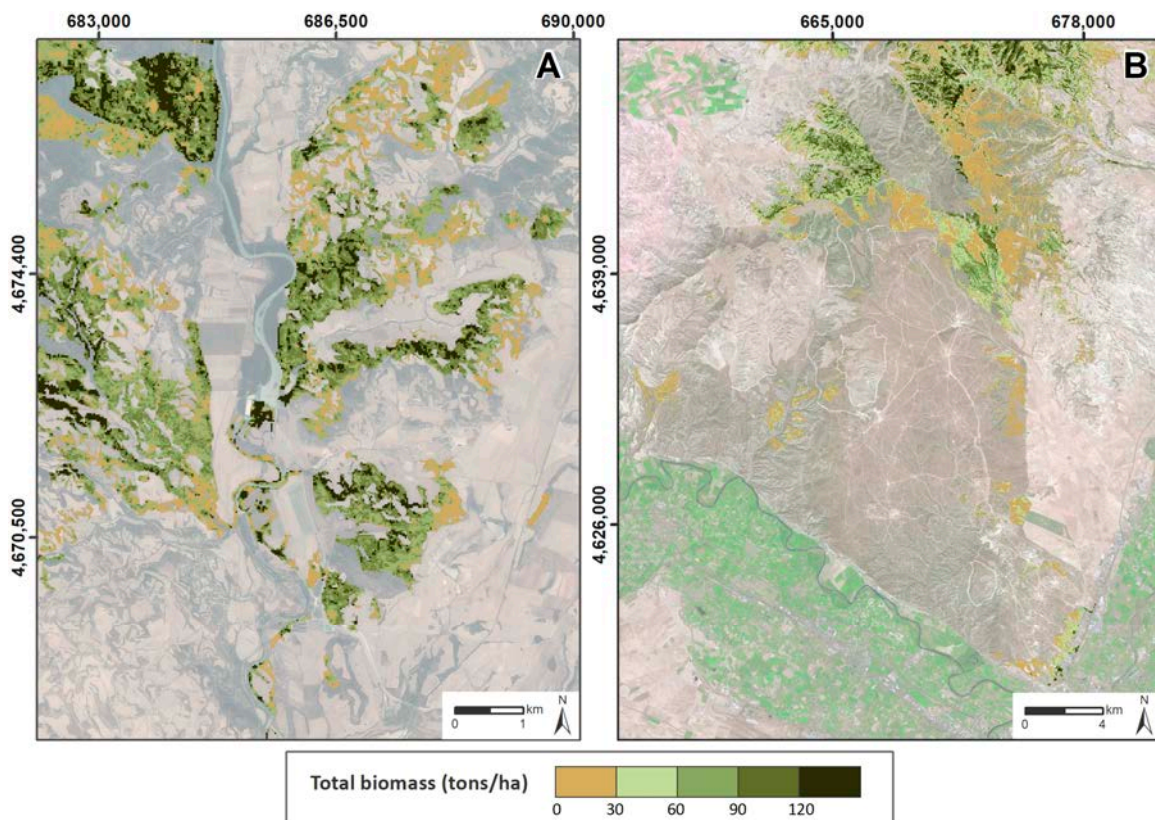 683,000 686,500 690,000
665,000 678,000
A
B
4,674,400
4,670,500
4,639,000
4,626,000
N
km
0 1
N
km
0 4
Total biomass (tons/ha)
0 30 60 90 120